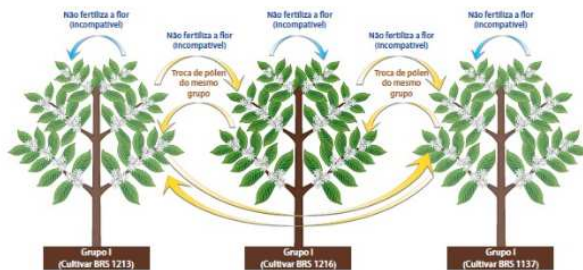 Não fertiliza a flor
(Incompatível)
Não fertiliza a flor
(Incompatível)
Não fertiliza a flor
(Incompatível)
Não fertiliza a flor
(Incompatível)
Não fertiliza a flor
(Incompatível)
Troca de pólen
do mesmo
grupo
Troca de pólen
do mesmo
grupo
Grupo I
(Cultivar BRS 1213)
Grupo I
(Cultivar BRS 1216)
Grupo I
(Cultivar BRS 1137)